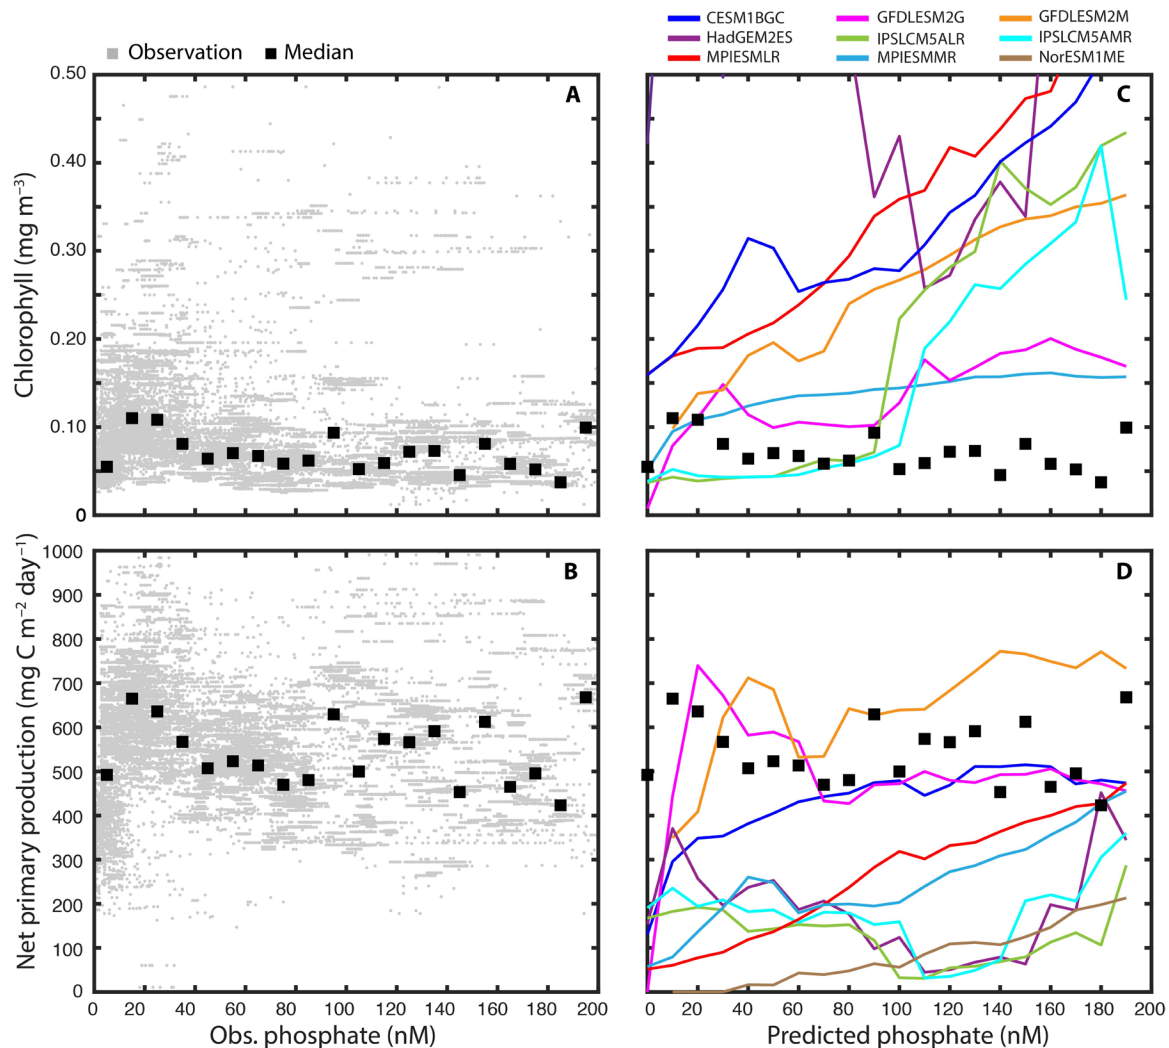 CESM1BGC GFDLESM2G GFDLESM2M
HadGEM2ES IPSLCM5ALR IPSLCM5AMR
MPIESMLR MPIESMMR NorESM1ME
Observation Median
0.50
0.40
0.30
0.20
0.10
0
Chlorophyll (mg m⁻³)
A
C
1000
900
800
700
600
500
400
300
200
100
0
Net primary production (mg C m⁻² day⁻¹)
B
D
0 20 40 60 80 100 120 140 160 180 200
Obs. phosphate (nM)
0 20 40 60 80 100 120 140 160 180 200
Predicted phosphate (nM)